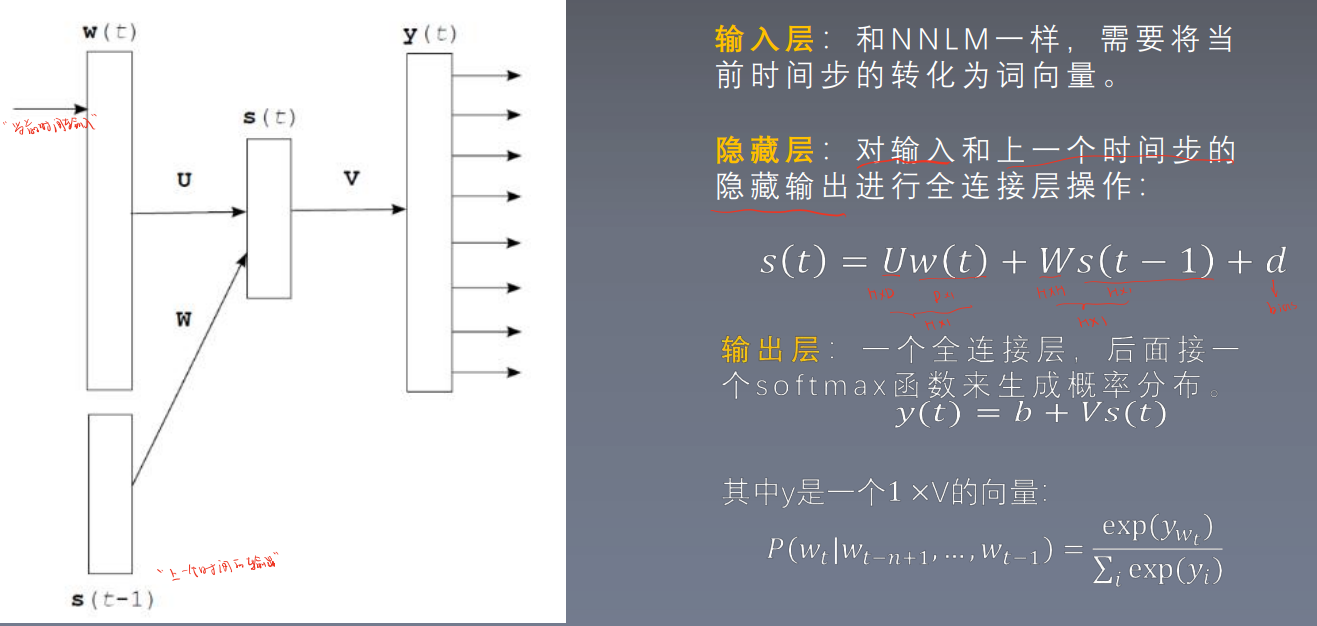 w(t)
y(t)
s(t)
U
V
W
"当前时间输入"
"上一个时间的输出"
s(t-1)
输入层：和NNLM一样，需要将当
前时间步的转化为词向量。
隐藏层：对输入和上一个时间步的
隐藏输出进行全连接层操作：
s(t) = Uw(t) + Ws(t − 1) + d
输出层：一个全连接层，后面接一
个softmax函数来生成概率分布。
y(t) = b + Vs(t)
其中y是一个1 ×V的向量：
P(w_t|w_{t−n+1}, …, w_{t−1}) = exp(y_{w_t}) / ∑_i exp(y_i)